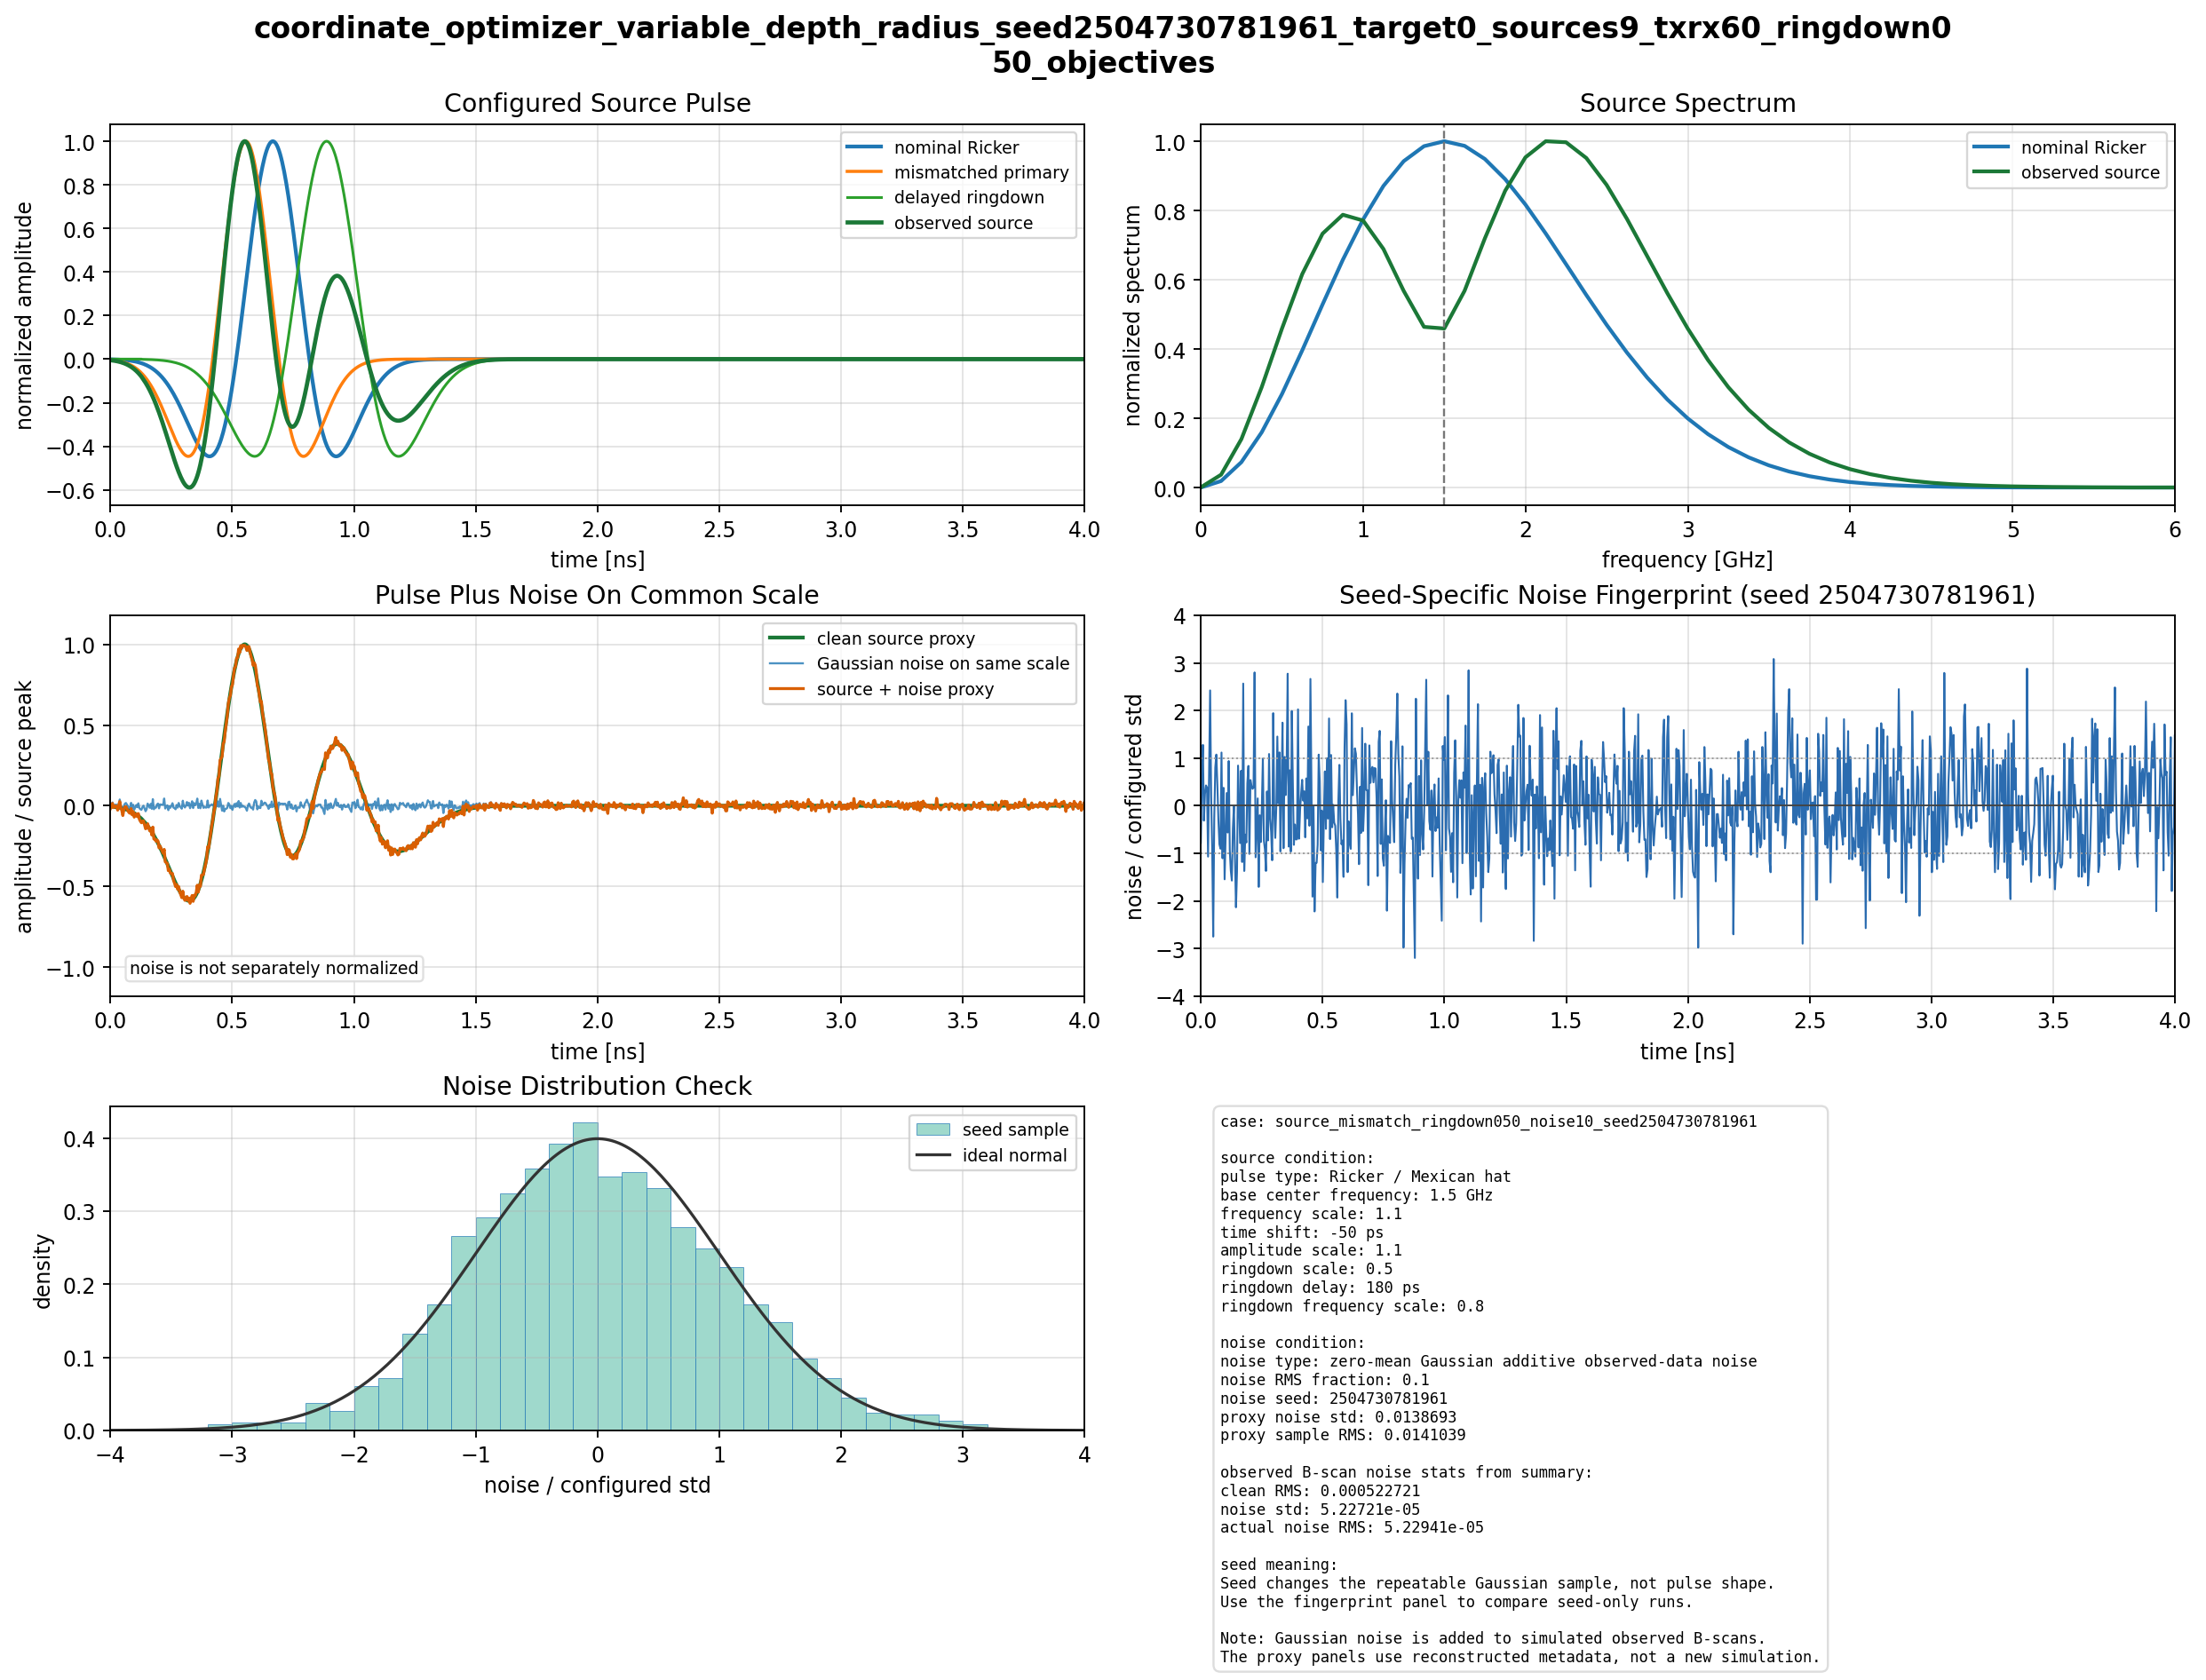 coordinate_optimizer_variable_depth_radius_seed2504730781961_target0_sources9_txrx60_ringdown0
50_objectives
Configured Source Pulse
normalized amplitude
1.0
0.8
0.6
0.4
0.2
0.0
−0.2
−0.4
−0.6
nominal Ricker
mismatched primary
delayed ringdown
observed source
0.0 0.5 1.0 1.5 2.0 2.5 3.0 3.5 4.0
time [ns]
Source Spectrum
normalized spectrum
1.0
0.8
0.6
0.4
0.2
0.0
nominal Ricker
observed source
0 1 2 3 4 5 6
frequency [GHz]
Pulse Plus Noise On Common Scale
amplitude / source peak
1.0
0.5
0.0
−0.5
−1.0
clean source proxy
Gaussian noise on same scale
source + noise proxy
noise is not separately normalized
0.0 0.5 1.0 1.5 2.0 2.5 3.0 3.5 4.0
time [ns]
Seed-Specific Noise Fingerprint (seed 2504730781961)
noise / configured std
4
3
2
1
0
−1
−2
−3
−4
0.0 0.5 1.0 1.5 2.0 2.5 3.0 3.5 4.0
time [ns]
Noise Distribution Check
density
0.4
0.3
0.2
0.1
0.0
seed sample
ideal normal
−4 −3 −2 −1 0 1 2 3 4
noise / configured std
case: source_mismatch_ringdown050_noise10_seed2504730781961
source condition:
pulse type: Ricker / Mexican hat
base center frequency: 1.5 GHz
frequency scale: 1.1
time shift: -50 ps
amplitude scale: 1.1
ringdown scale: 0.5
ringdown delay: 180 ps
ringdown frequency scale: 0.8
noise condition:
noise type: zero-mean Gaussian additive observed-data noise
noise RMS fraction: 0.1
noise seed: 2504730781961
proxy noise std: 0.0138693
proxy sample RMS: 0.0141039
observed B-scan noise stats from summary:
clean RMS: 0.000522721
noise std: 5.22721e-05
actual noise RMS: 5.22941e-05
seed meaning:
Seed changes the repeatable Gaussian sample, not pulse shape.
Use the fingerprint panel to compare seed-only runs.
Note: Gaussian noise is added to simulated observed B-scans.
The proxy panels use reconstructed metadata, not a new simulation.